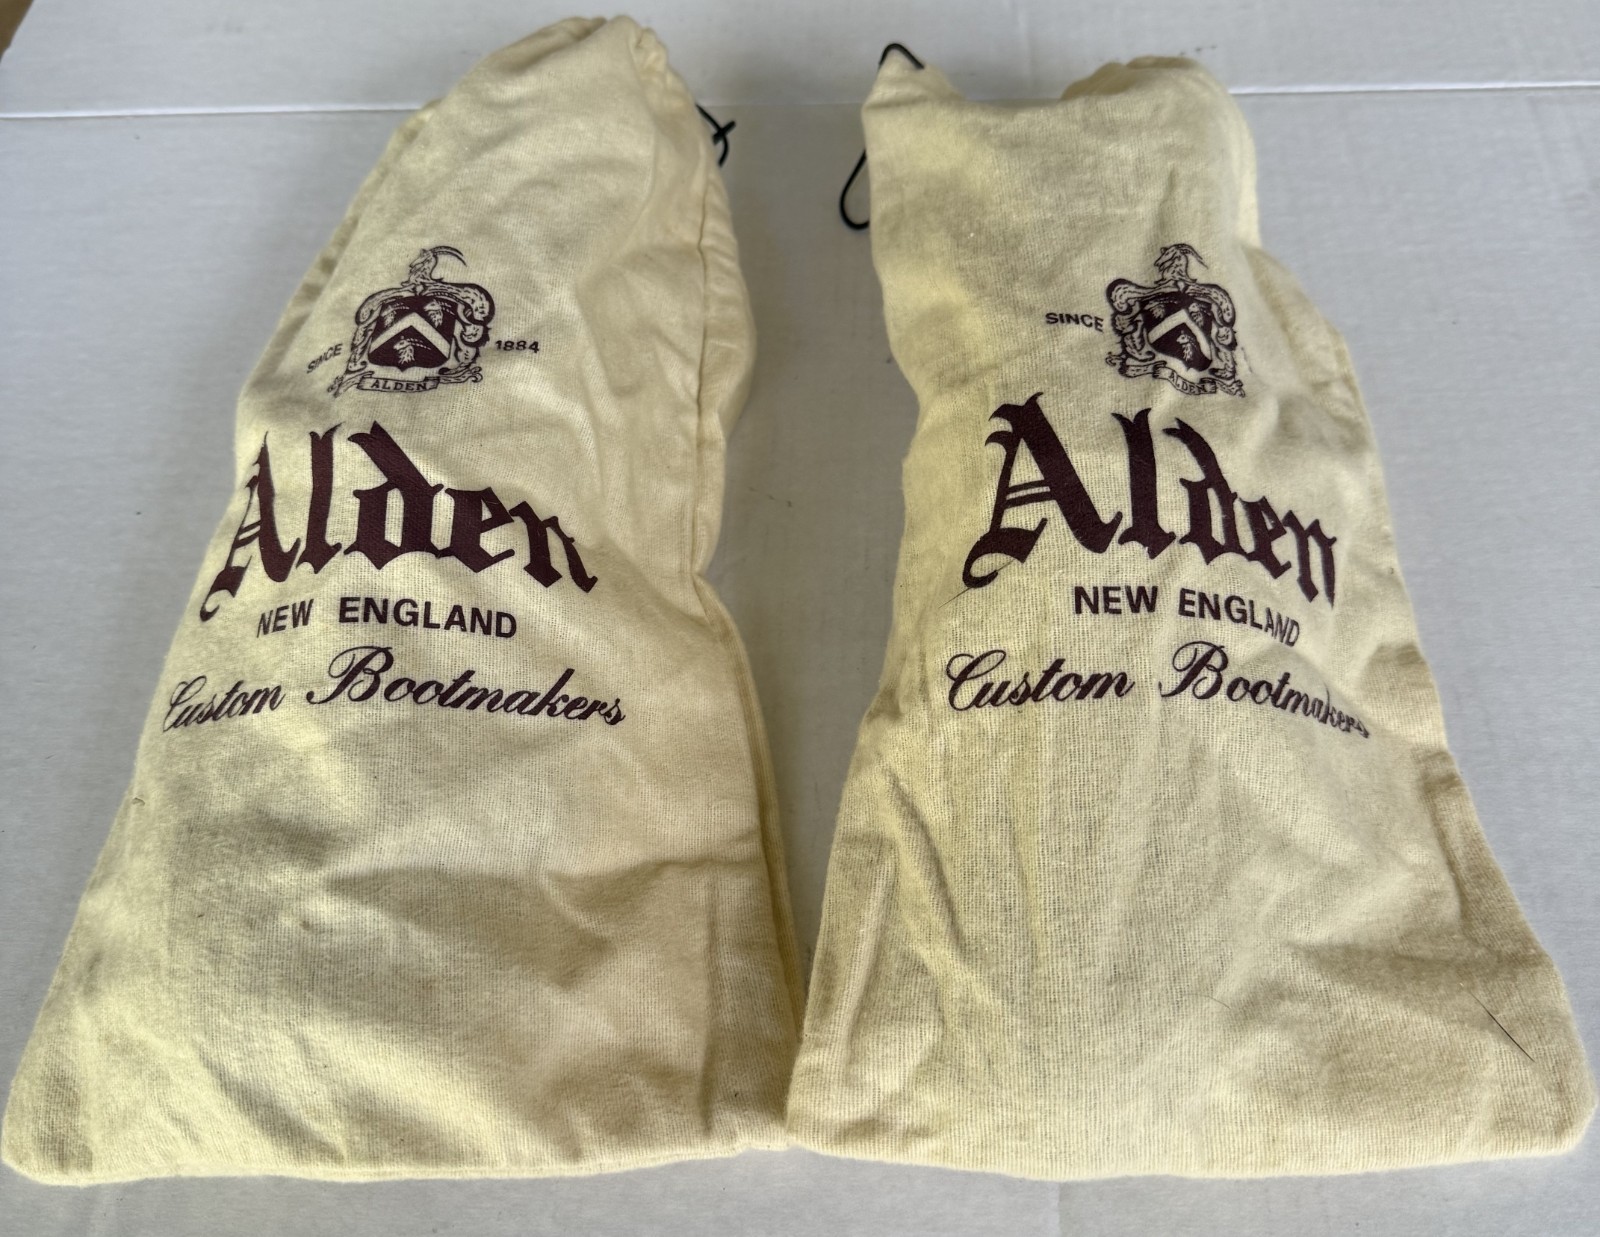 SINCE 1884
ALDEN
Alden
NEW ENGLAND
Custom Bootmakers
SINCE
ALDEN
Alden
NEW ENGLAND
Custom Bootmakers